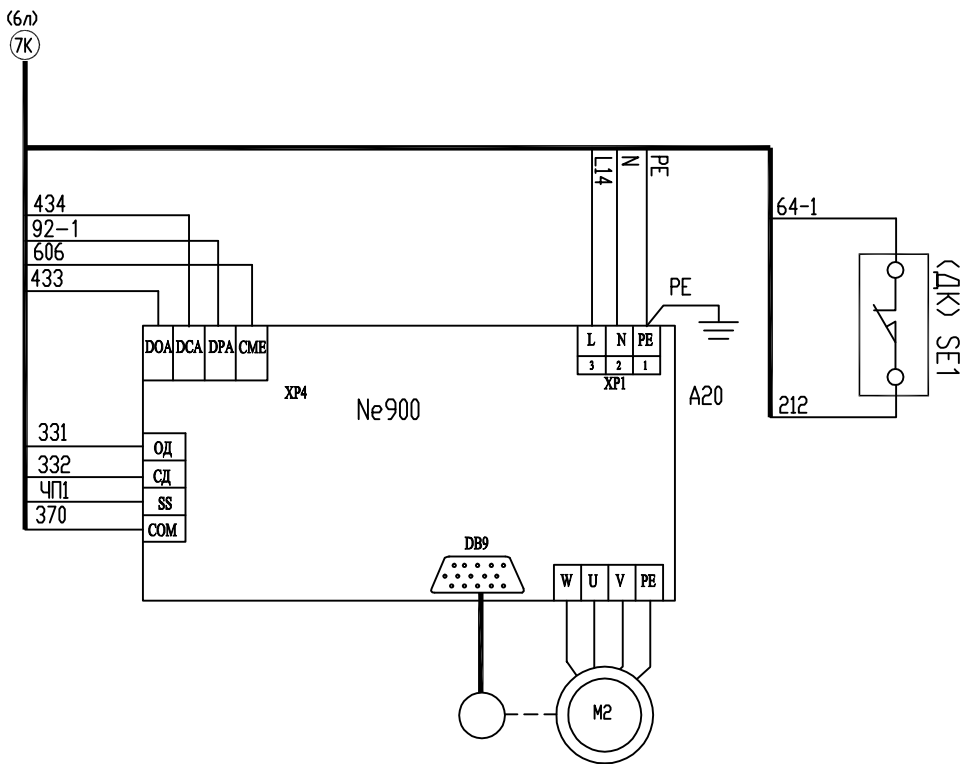 (6л)
7К
L14
N
PE
434
92-1
606
433
64-1
(ДК) SE1
PE
DOA DCA DPA CME
L N PE
3 2 1
XP4
XP1
Ne900
A20
212
331
332
ЧП1
370
ОД
СД
SS
COM
DB9
W U V PE
M2